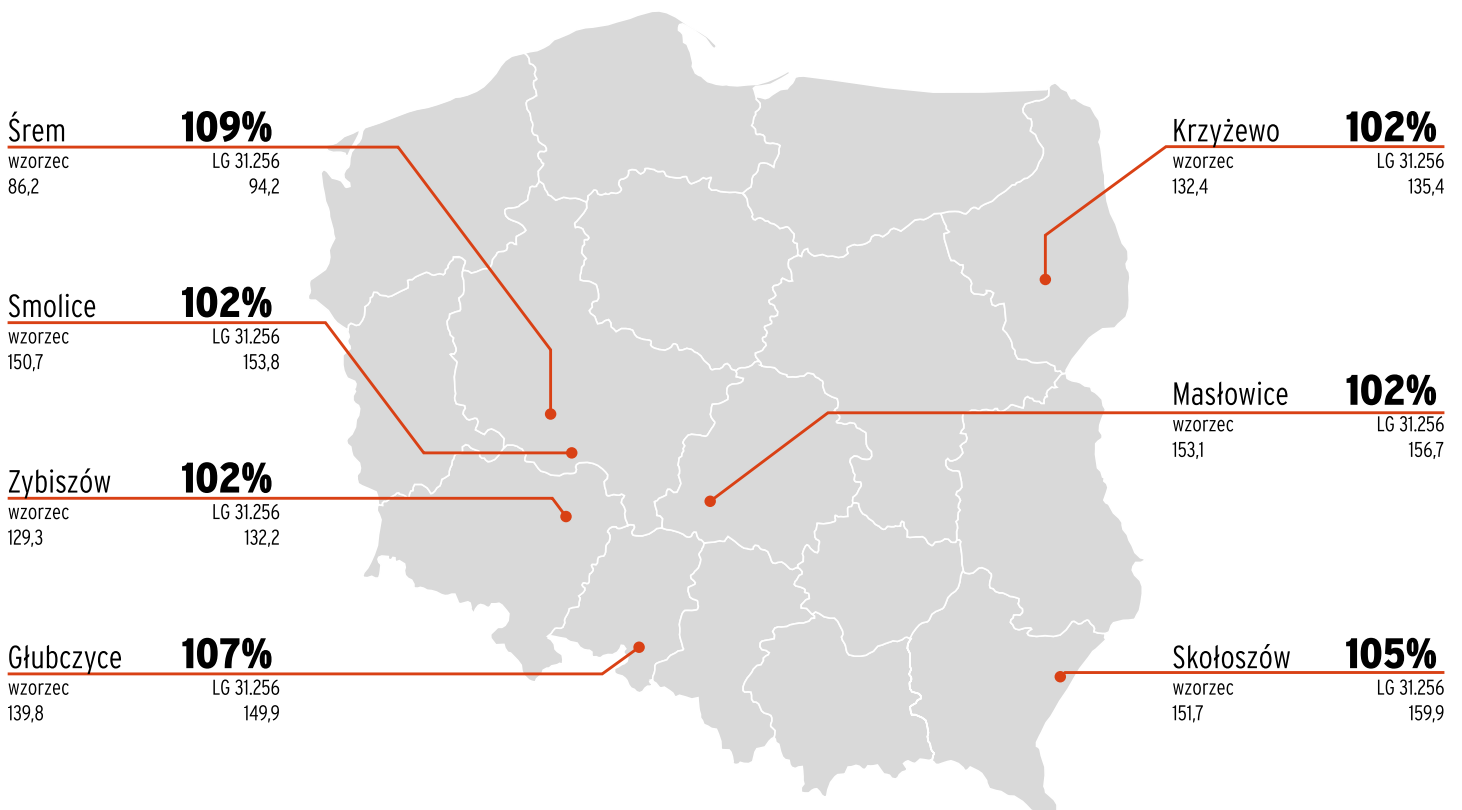 Śrem 109%
wzorzec LG 31.256
86,2 94,2
Smolice 102%
wzorzec LG 31.256
150,7 153,8
Zybiszów 102%
wzorzec LG 31.256
129,3 132,2
Głubczyce 107%
wzorzec LG 31.256
139,8 149,9
Krzyżewo 102%
wzorzec LG 31.256
132,4 135,4
Masłowice 102%
wzorzec LG 31.256
153,1 156,7
Skołoszów 105%
wzorzec LG 31.256
151,7 159,9